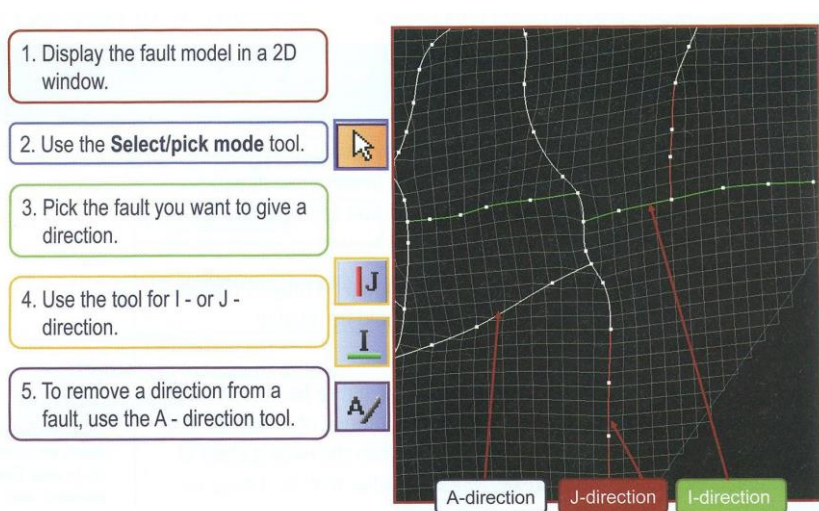 1. Display the fault model in a 2D
window.
2. Use the Select/pick mode tool.
3. Pick the fault you want to give a
direction.
4. Use the tool for I - or J -
direction.
J
I
5. To remove a direction from a
fault, use the A - direction tool.
A
A-direction
J-direction
I-direction